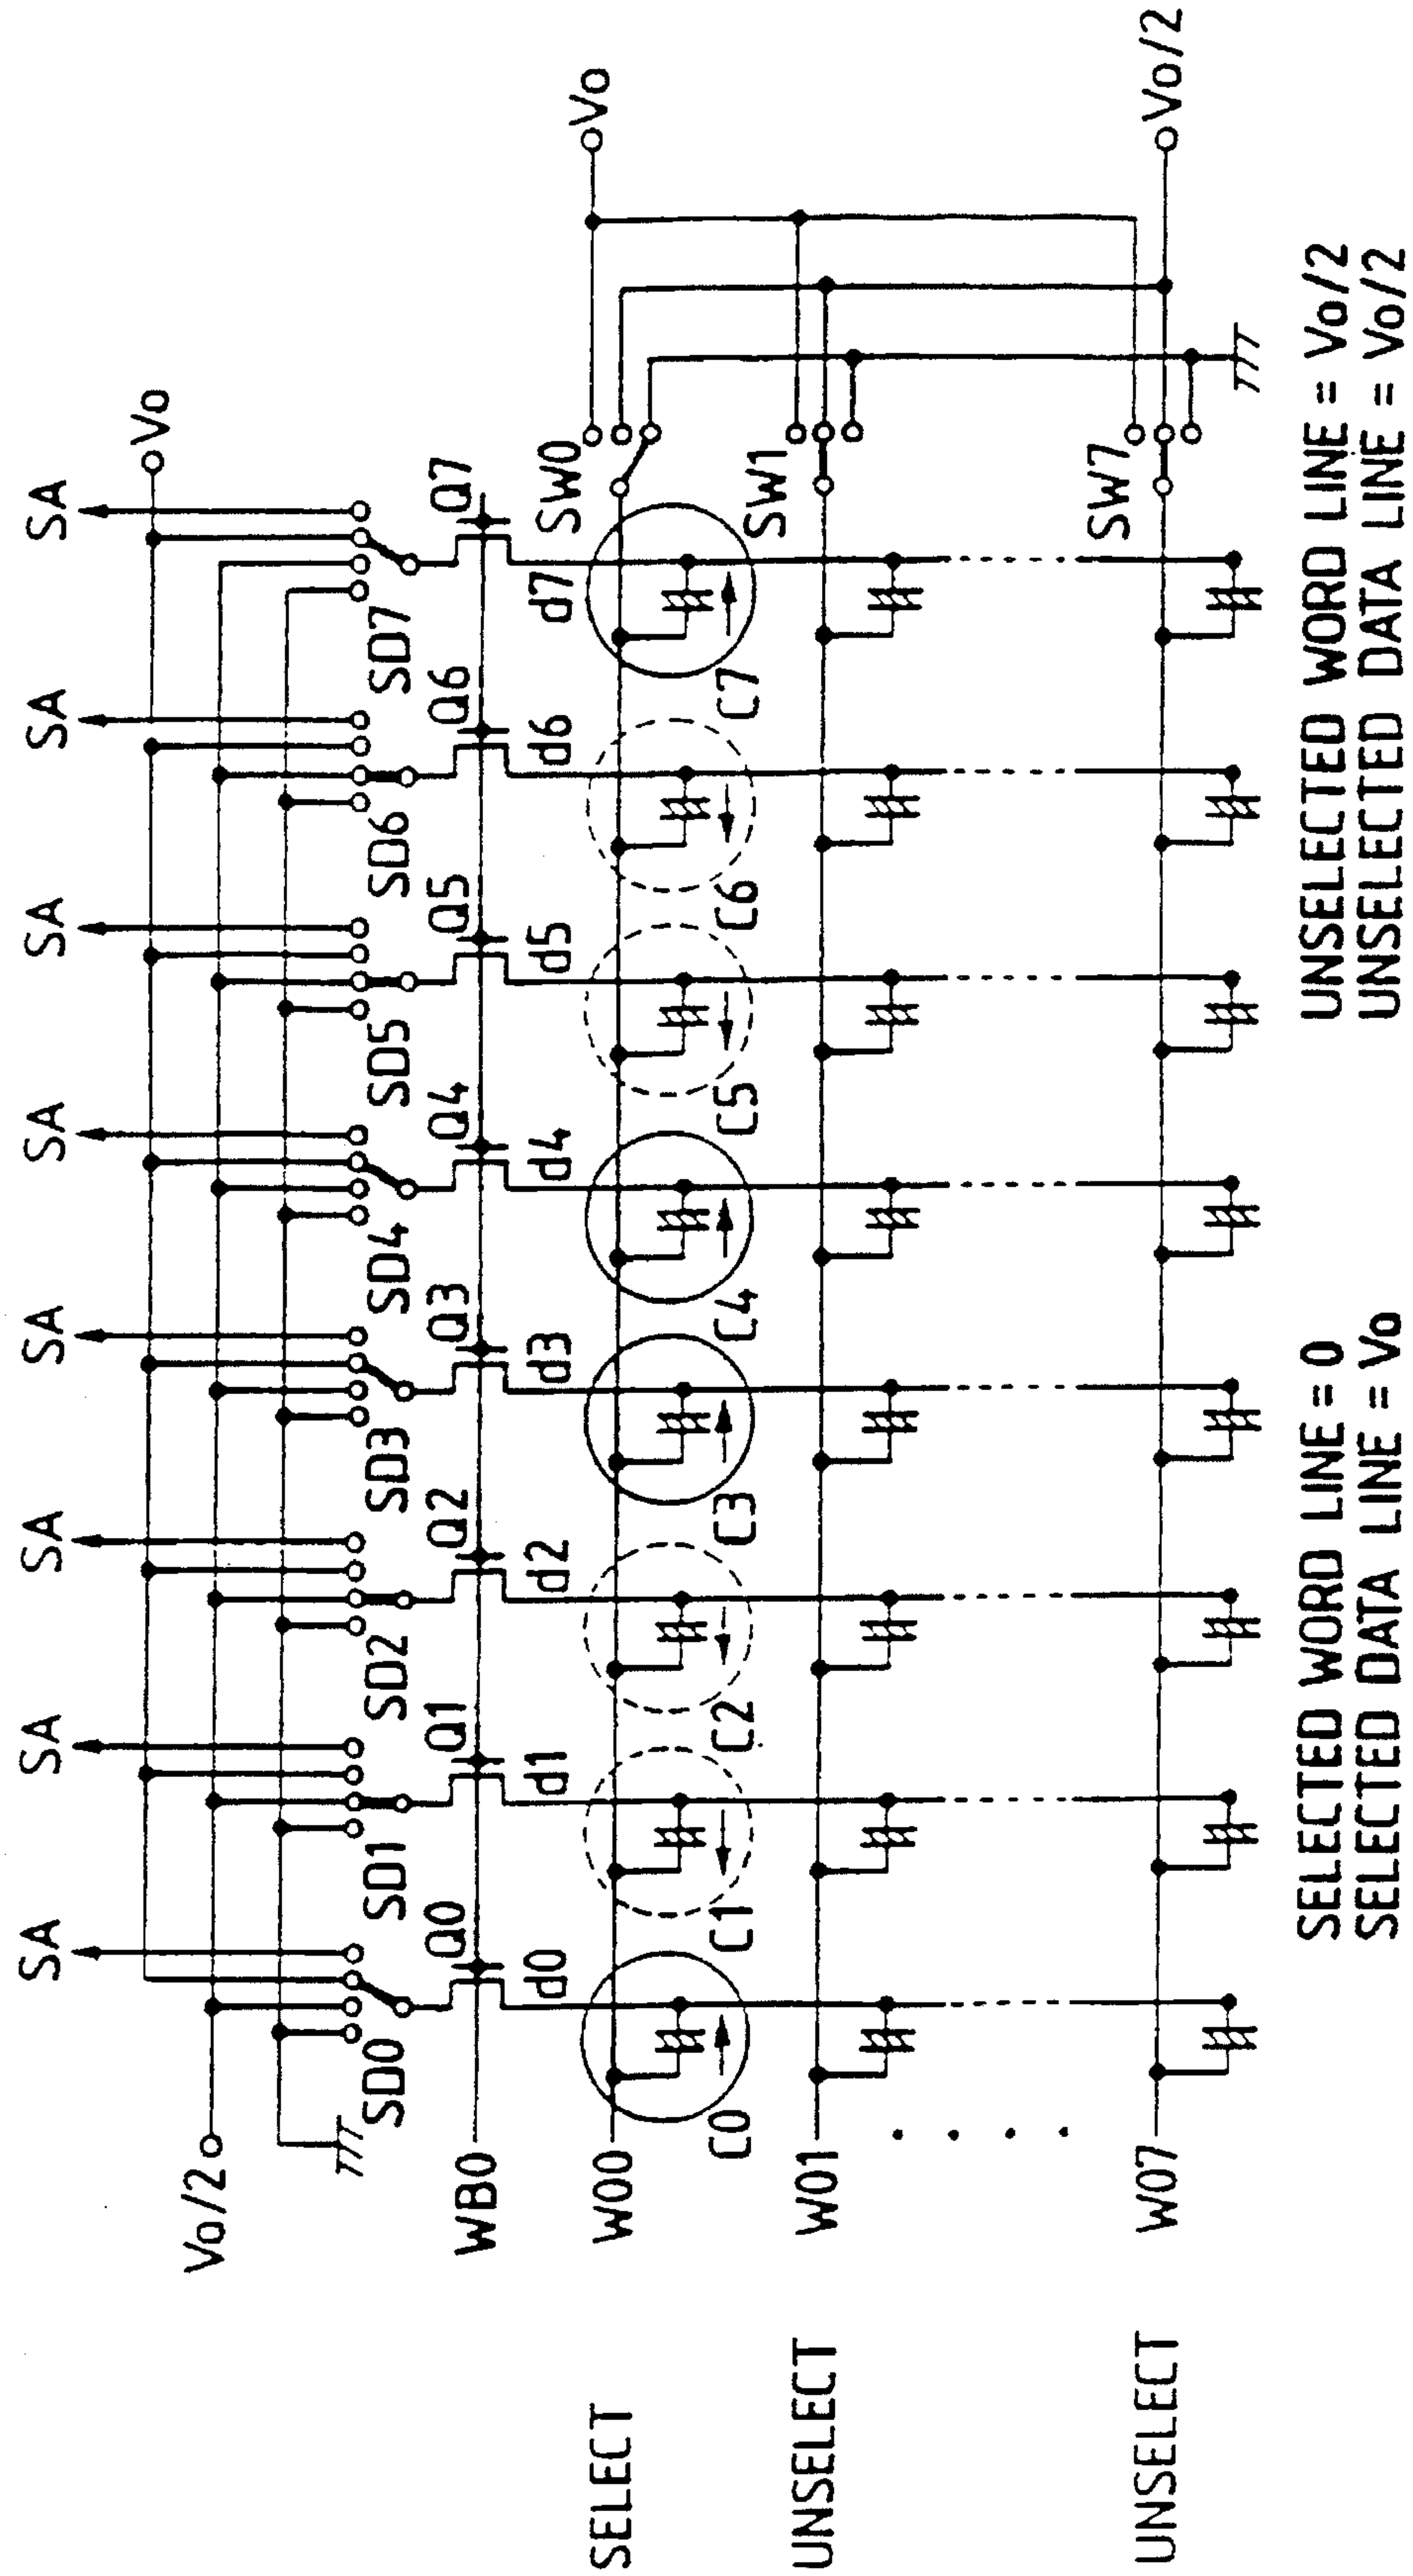 SA SA SA SA SA SA SA SA
Vo
Vo/2
SD0 SD1 SD2 SD3 SD4 SD5 SD6 SD7
Q0 Q1 Q2 Q3 Q4 Q5 Q6 Q7
WB0
d0 d1 d2 d3 d4 d5 d6 d7
SELECT W00 SW0 Vo
C0 C1 C2 C3 C4 C5 C6 C7
UNSELECT W01 SW1
UNSELECT W07 SW7 Vo/2
SELECTED WORD LINE = 0
SELECTED DATA LINE = Vo
UNSELECTED WORD LINE = Vo/2
UNSELECTED DATA LINE = Vo/2